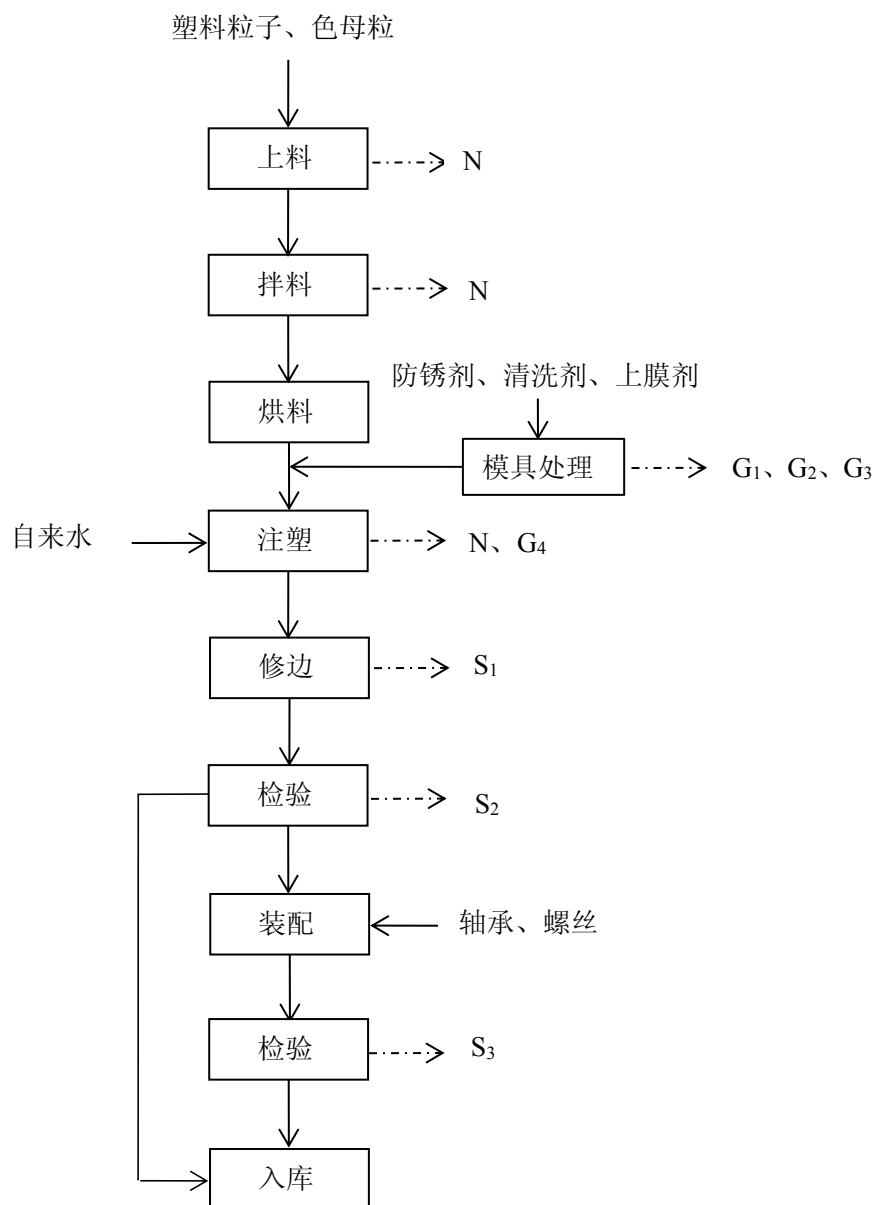 塑料粒子、色母粒
上料
N
拌料
N
防锈剂、清洗剂、上膜剂
烘料
模具处理
G₁、G₂、G₃
自来水
注塑
N、G₄
修边
S₁
检验
S₂
装配
轴承、螺丝
检验
S₃
入库